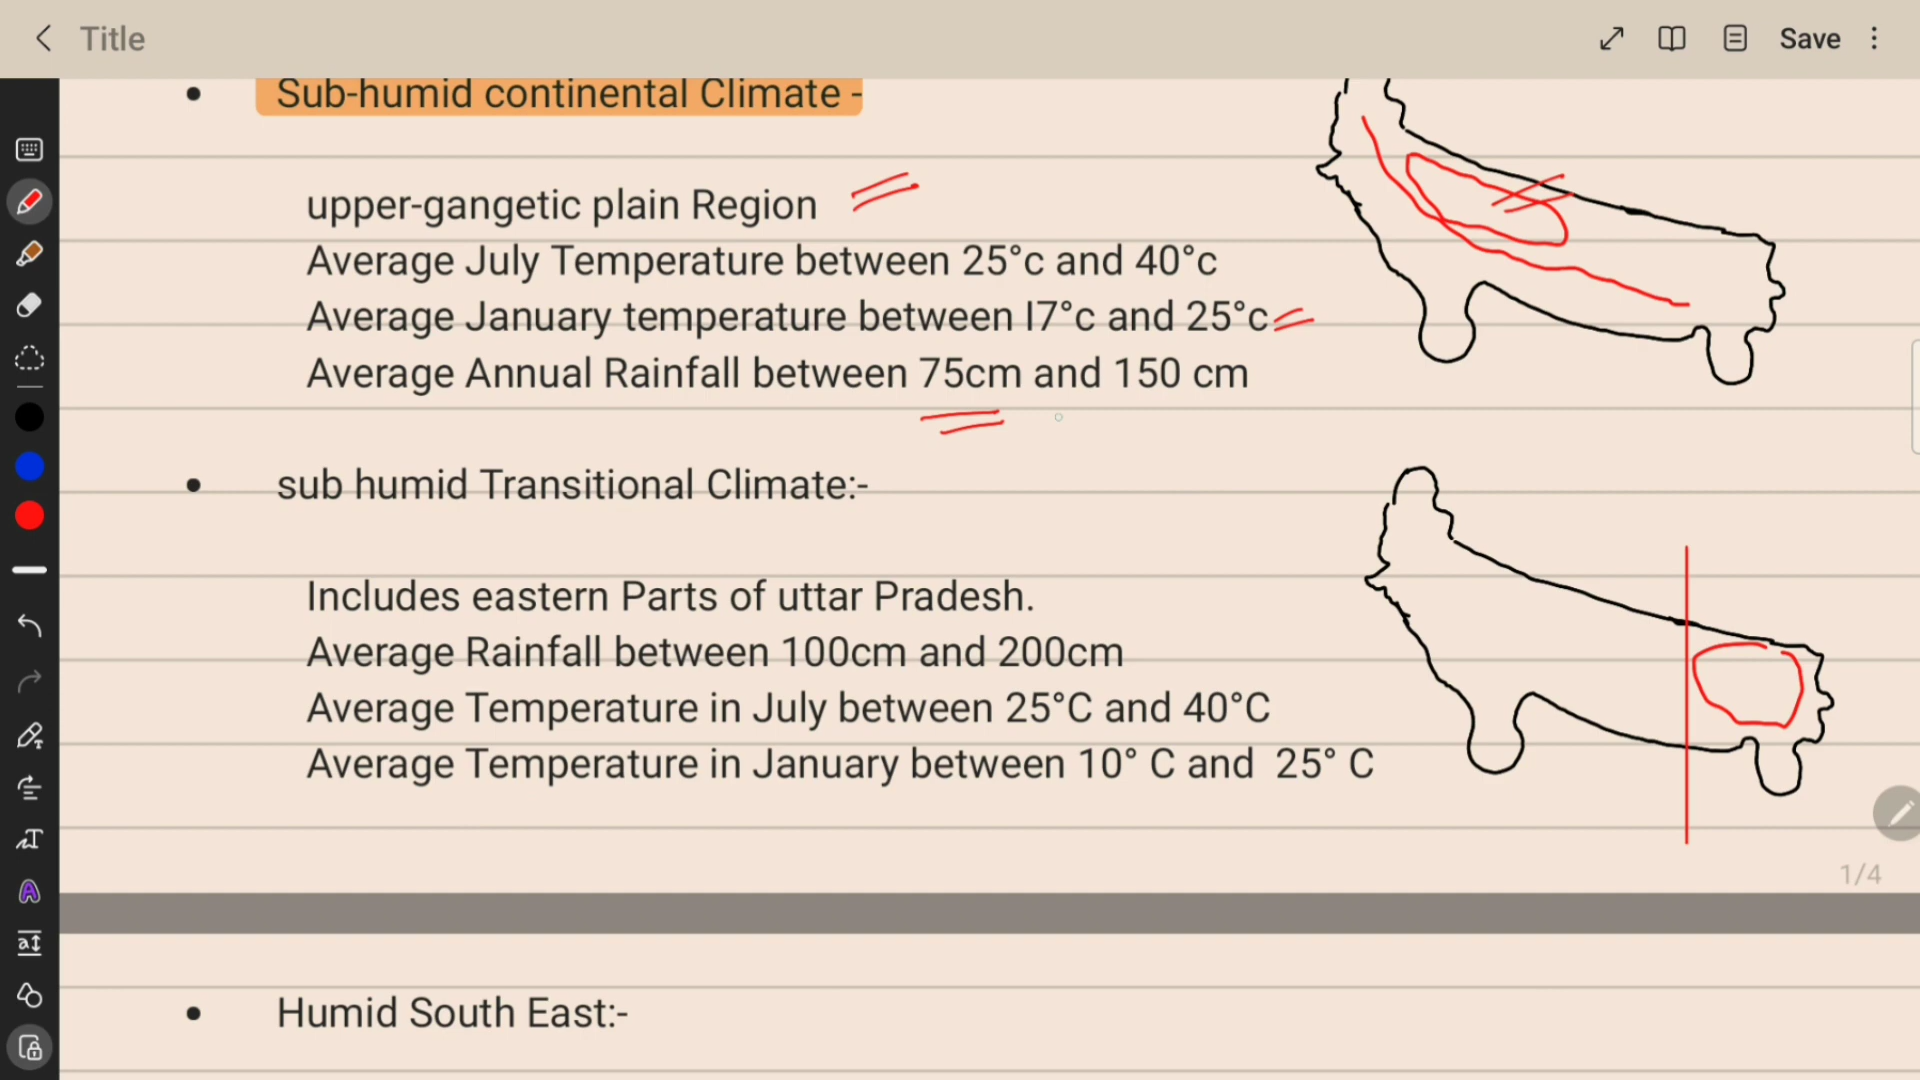 Title
Save
Sub-humid continental Climate -
upper-gangetic plain Region
Average July Temperature between 25°c and 40°c
Average January temperature between I7°c and 25°c
Average Annual Rainfall between 75cm and 150 cm
sub humid Transitional Climate:-
Includes eastern Parts of uttar Pradesh.
Average Rainfall between 100cm and 200cm
Average Temperature in July between 25°C and 40°C
Average Temperature in January between 10° C and 25° C
1/4
Humid South East:-